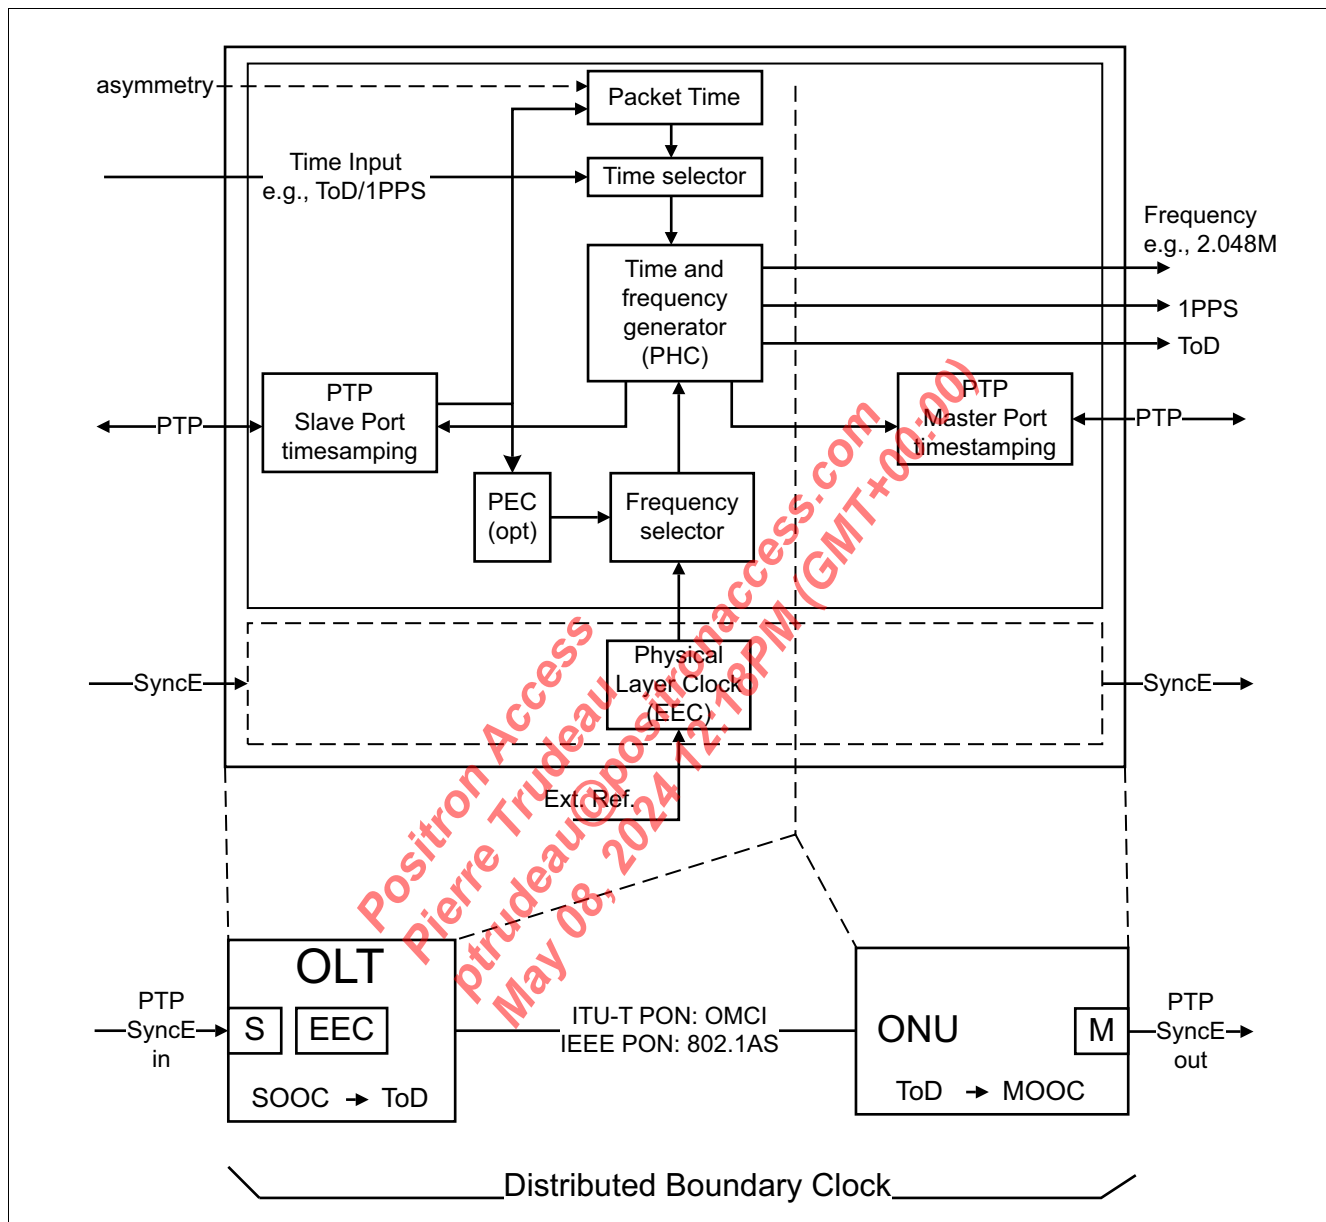 asymmetry
Packet Time
Time Input
e.g., ToD/1PPS
Time selector
Frequency
e.g., 2.048M
Time and
frequency
generator
(PHC)
1PPS
ToD
PTP
PTP
Slave Port
timesamping
PTP
Master Port
timestamping
PTP
PEC
(opt)
Frequency
selector
SyncE
Physical
Layer Clock
(EEC)
SyncE
Ext. Ref.
Positron Access
Pierre Trudeau
ptrudeau@positronaccess.com
May 08, 2024 12:18PM (GMT+00:00)
OLT
PTP
SyncE
in
S
EEC
SOOC
ToD
ITU-T PON: OMCI
IEEE PON: 802.1AS
ONU
M
ToD
MOOC
PTP
SyncE
out
Distributed Boundary Clock